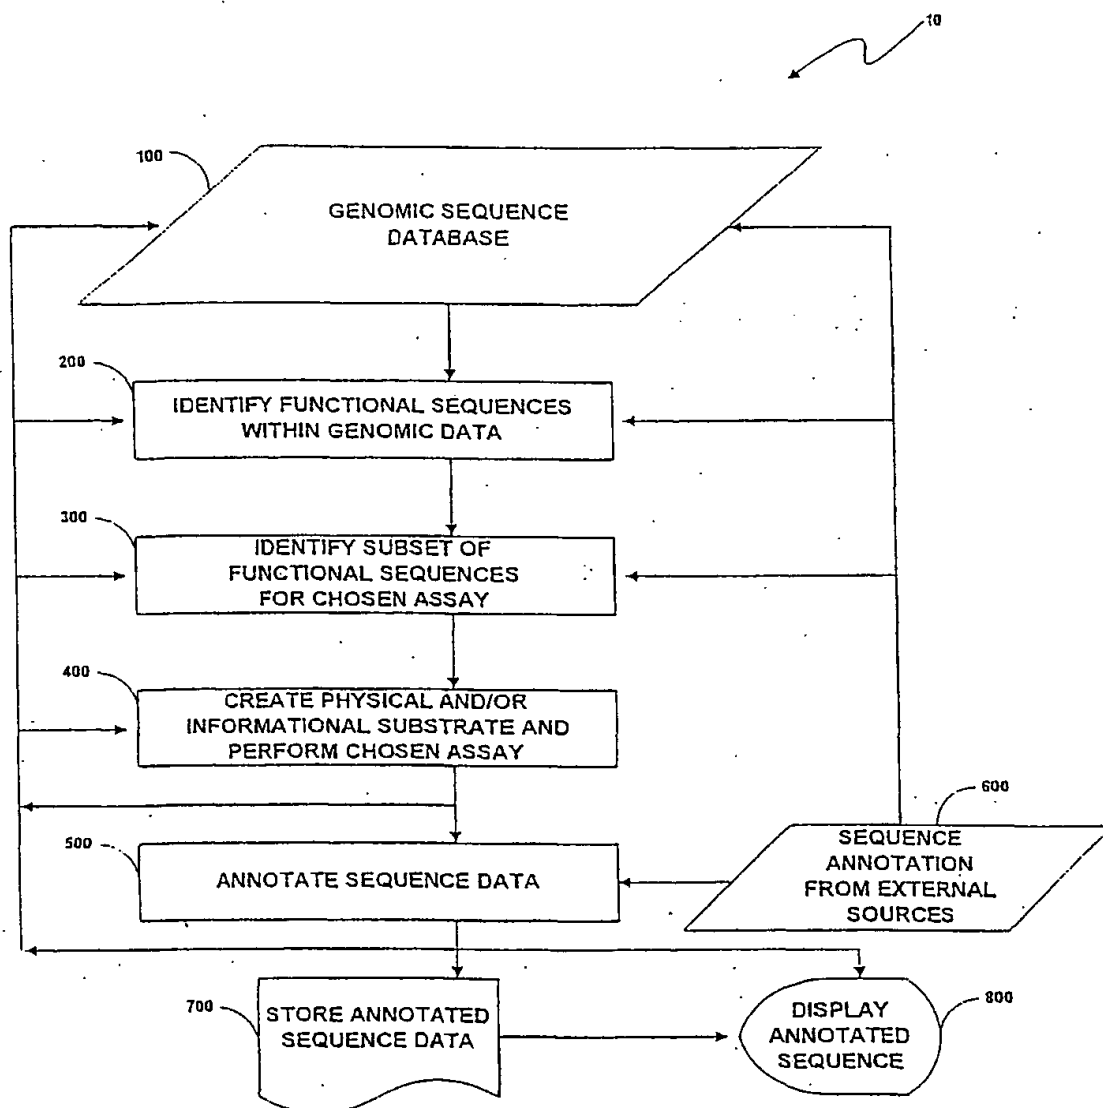 10
100
GENOMIC SEQUENCE
DATABASE
200
IDENTIFY FUNCTIONAL SEQUENCES
WITHIN GENOMIC DATA
300
IDENTIFY SUBSET OF
FUNCTIONAL SEQUENCES
FOR CHOSEN ASSAY
400
CREATE PHYSICAL AND/OR
INFORMATIONAL SUBSTRATE AND
PERFORM CHOSEN ASSAY
500
ANNOTATE SEQUENCE DATA
600
SEQUENCE
ANNOTATION
FROM EXTERNAL
SOURCES
700
STORE ANNOTATED
SEQUENCE DATA
800
DISPLAY
ANNOTATED
SEQUENCE